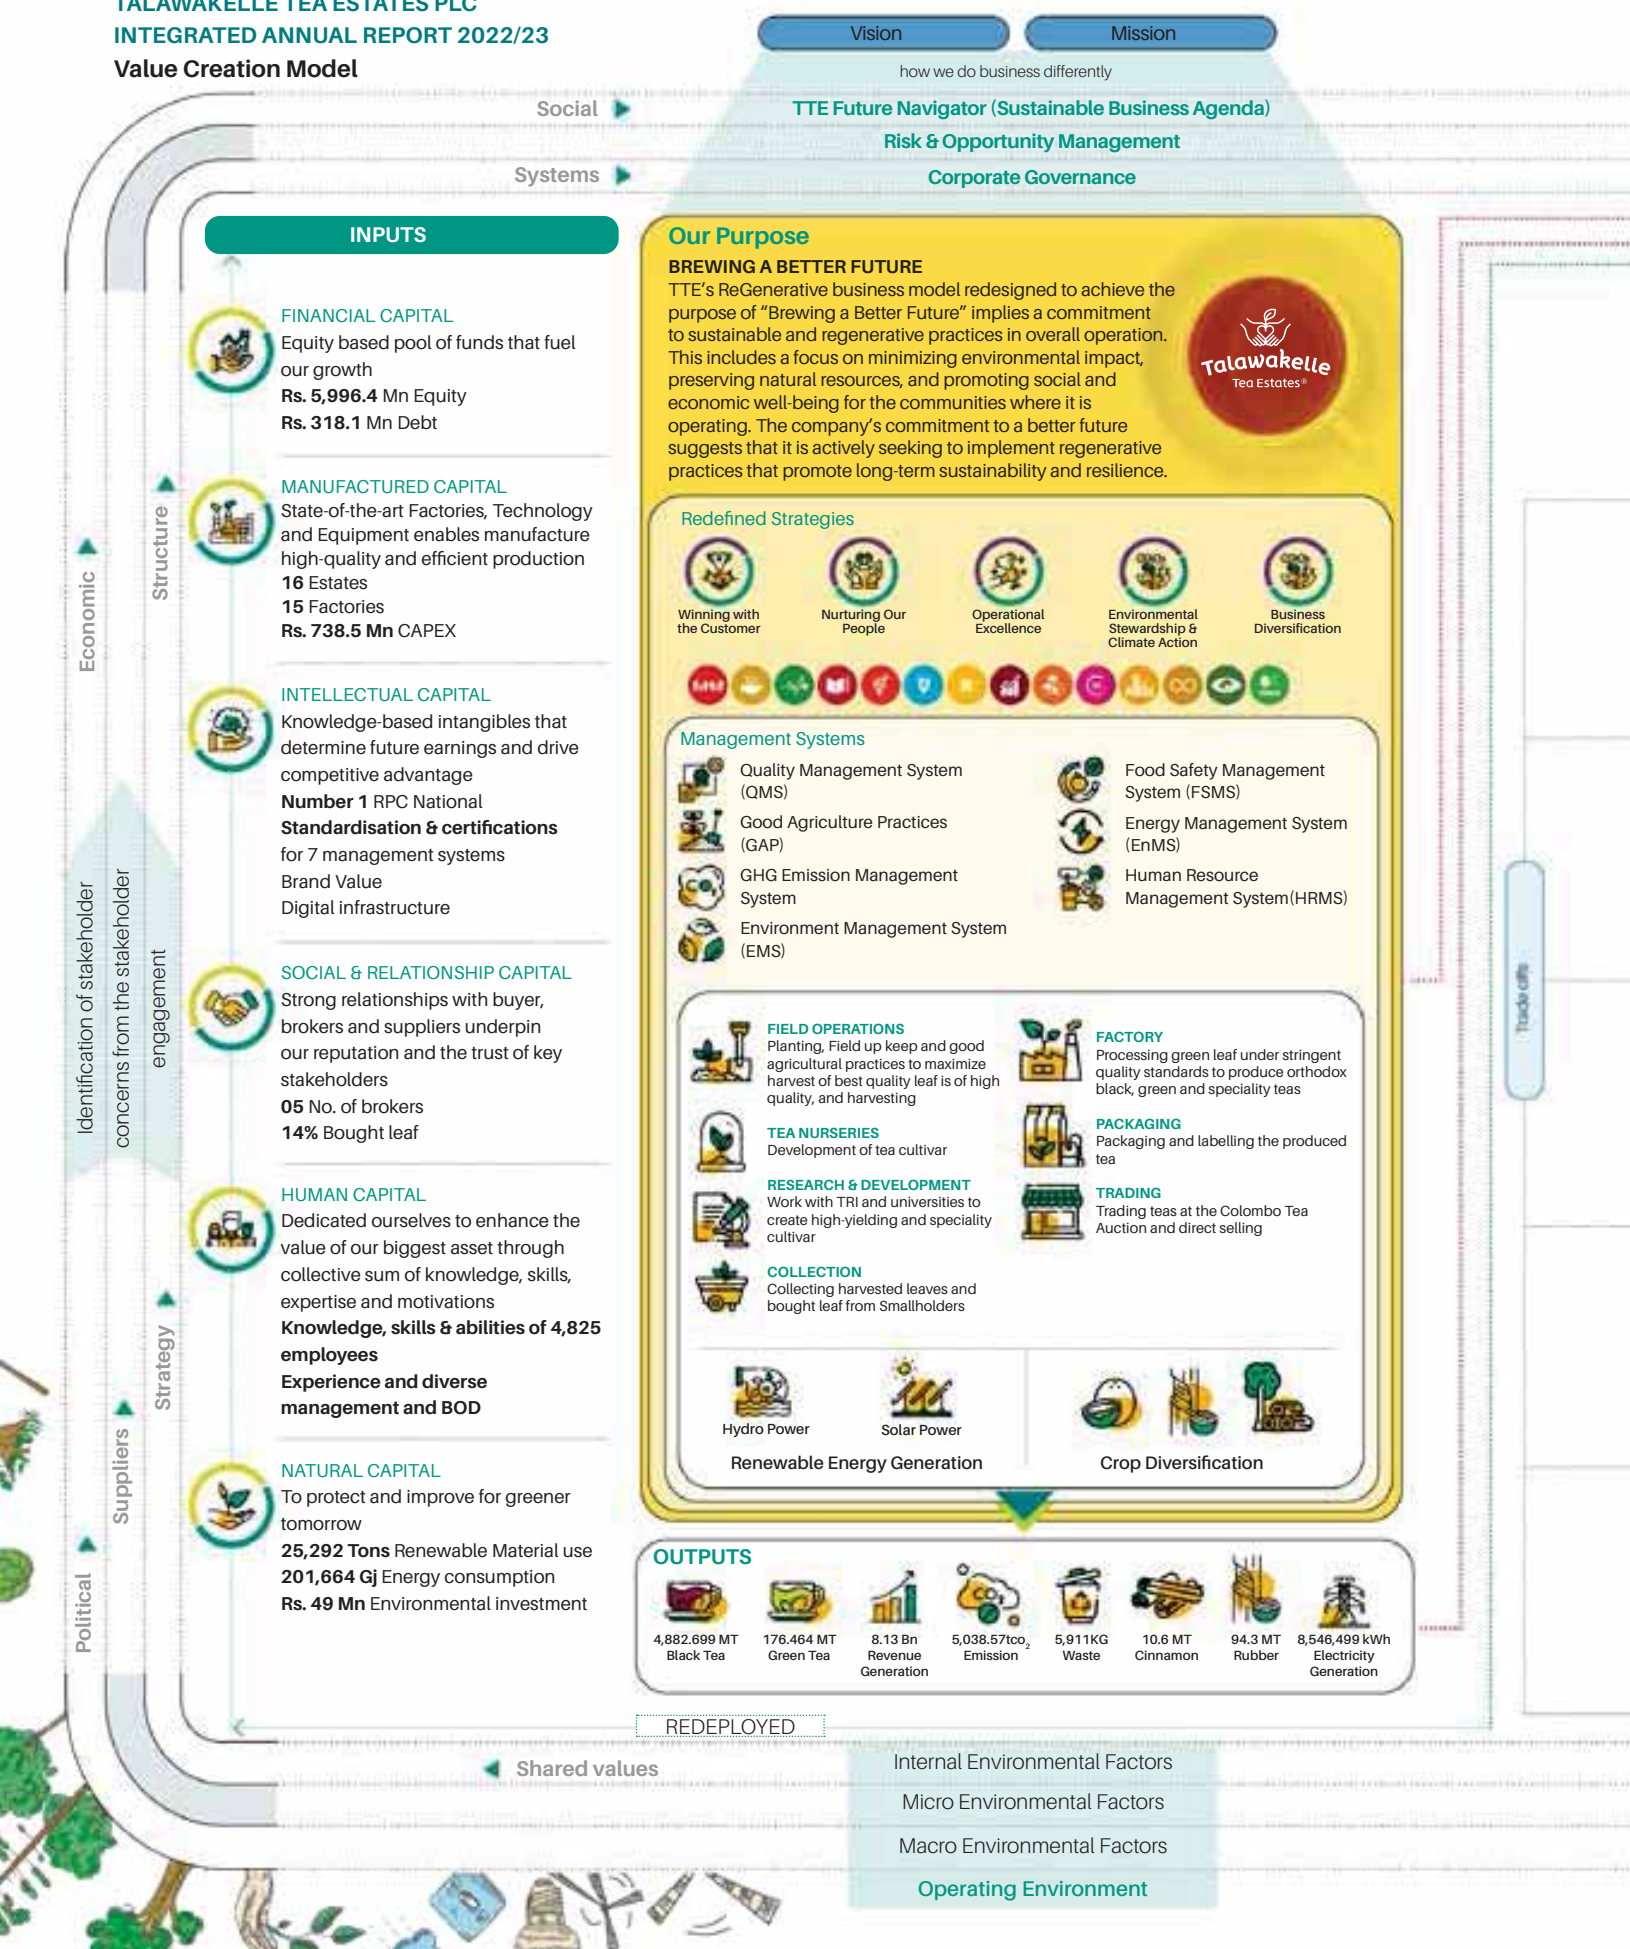 TALAWAKELLE TEA ESTATES PLC
INTEGRATED ANNUAL REPORT 2022/23
Value Creation Model
Vision
Mission
how we do business differently
Social
TTE Future Navigator (Sustainable Business Agenda)
Risk & Opportunity Management
Systems
Corporate Governance
INPUTS
FINANCIAL CAPITAL
Equity based pool of funds that fuel
our growth
Rs. 5,996.4 Mn Equity
Rs. 318.1 Mn Debt
MANUFACTURED CAPITAL
State-of-the-art Factories, Technology
and Equipment enables manufacture
high-quality and efficient production
16 Estates
15 Factories
Rs. 738.5 Mn CAPEX
INTELLECTUAL CAPITAL
Knowledge-based intangibles that
determine future earnings and drive
competitive advantage
Number 1 RPC National
Standardisation & certifications
for 7 management systems
Brand Value
Digital infrastructure
SOCIAL & RELATIONSHIP CAPITAL
Strong relationships with buyer,
brokers and suppliers underpin
our reputation and the trust of key
stakeholders
05 No. of brokers
14% Bought leaf
HUMAN CAPITAL
Dedicated ourselves to enhance the
value of our biggest asset through
collective sum of knowledge, skills,
expertise and motivations
Knowledge, skills & abilities of 4,825
employees
Experience and diverse
management and BOD
NATURAL CAPITAL
To protect and improve for greener
tomorrow
25,292 Tons Renewable Material use
201,664 Gj Energy consumption
Rs. 49 Mn Environmental investment
Economic
Structure
Identification of stakeholder
concerns from the stakeholder
engagement
Strategy
Suppliers
Political
Our Purpose
BREWING A BETTER FUTURE
TTE's ReGenerative business model redesigned to achieve the
purpose of "Brewing a Better Future" implies a commitment
to sustainable and regenerative practices in overall operation.
This includes a focus on minimizing environmental impact,
preserving natural resources, and promoting social and
economic well-being for the communities where it is
operating. The company's commitment to a better future
suggests that it is actively seeking to implement regenerative
practices that promote long-term sustainability and resilience.
Talawakelle
Tea Estates®
Redefined Strategies
Winning with
the Customer
Nurturing Our
People
Operational
Excellence
Environmental
Stewardship &
Climate Action
Business
Diversification
Management Systems
Quality Management System
(QMS)
Good Agriculture Practices
(GAP)
GHG Emission Management
System
Environment Management System
(EMS)
Food Safety Management
System (FSMS)
Energy Management System
(EnMS)
Human Resource
Management System(HRMS)
FIELD OPERATIONS
Planting, Field up keep and good
agricultural practices to maximize
harvest of best quality leaf is of high
quality, and harvesting
TEA NURSERIES
Development of tea cultivar
RESEARCH & DEVELOPMENT
Work with TRI and universities to
create high-yielding and speciality
cultivar
COLLECTION
Collecting harvested leaves and
bought leaf from Smallholders
FACTORY
Processing green leaf under stringent
quality standards to produce orthodox
black, green and speciality teas
PACKAGING
Packaging and labelling the produced
tea
TRADING
Trading teas at the Colombo Tea
Auction and direct selling
Hydro Power
Solar Power
Renewable Energy Generation
Crop Diversification
OUTPUTS
4,882.699 MT
Black Tea
176.464 MT
Green Tea
8.13 Bn
Revenue
Generation
5,038.57tco2
Emission
5,911KG
Waste
10.6 MT
Cinnamon
94.3 MT
Rubber
8,546,499 kWh
Electricity
Generation
Trade offs
REDEPLOYED
Shared values
Internal Environmental Factors
Micro Environmental Factors
Macro Environmental Factors
Operating Environment